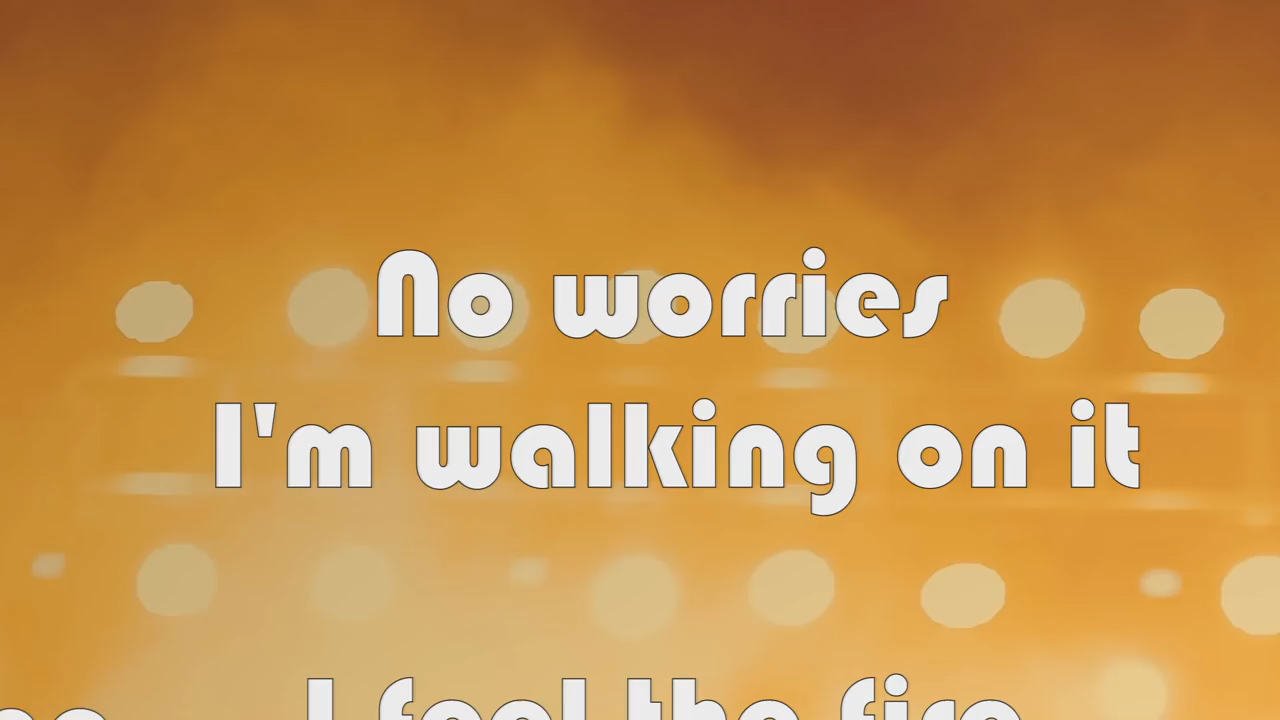 No worries
I'm walking on it
I feel the fire